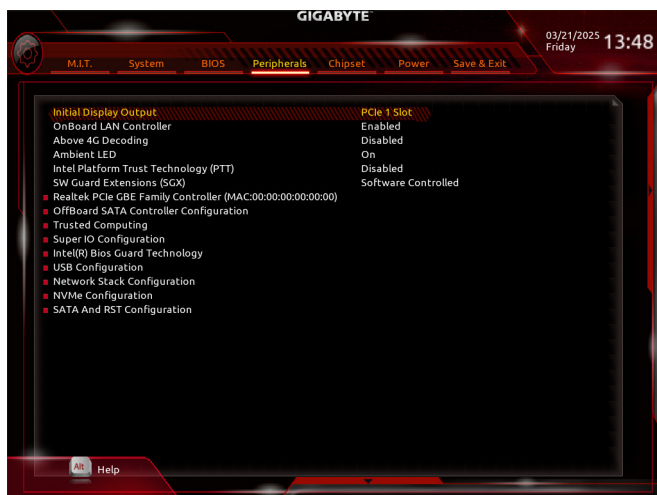 GIGABYTE™
03/21/2025 13:48
Friday
M.I.T. System BIOS Peripherals Chipset Power Save & Exit
Initial Display Output PCIe 1 Slot
OnBoard LAN Controller Enabled
Above 4G Decoding Disabled
Ambient LED On
Intel Platform Trust Technology (PTT) Disabled
SW Guard Extensions (SGX) Software Controlled
Realtek PCIe GBE Family Controller (MAC:00:00:00:00:00:00)
OffBoard SATA Controller Configuration
Trusted Computing
Super IO Configuration
Intel(R) Bios Guard Technology
USB Configuration
Network Stack Configuration
NVMe Configuration
SATA And RST Configuration
Alt Help